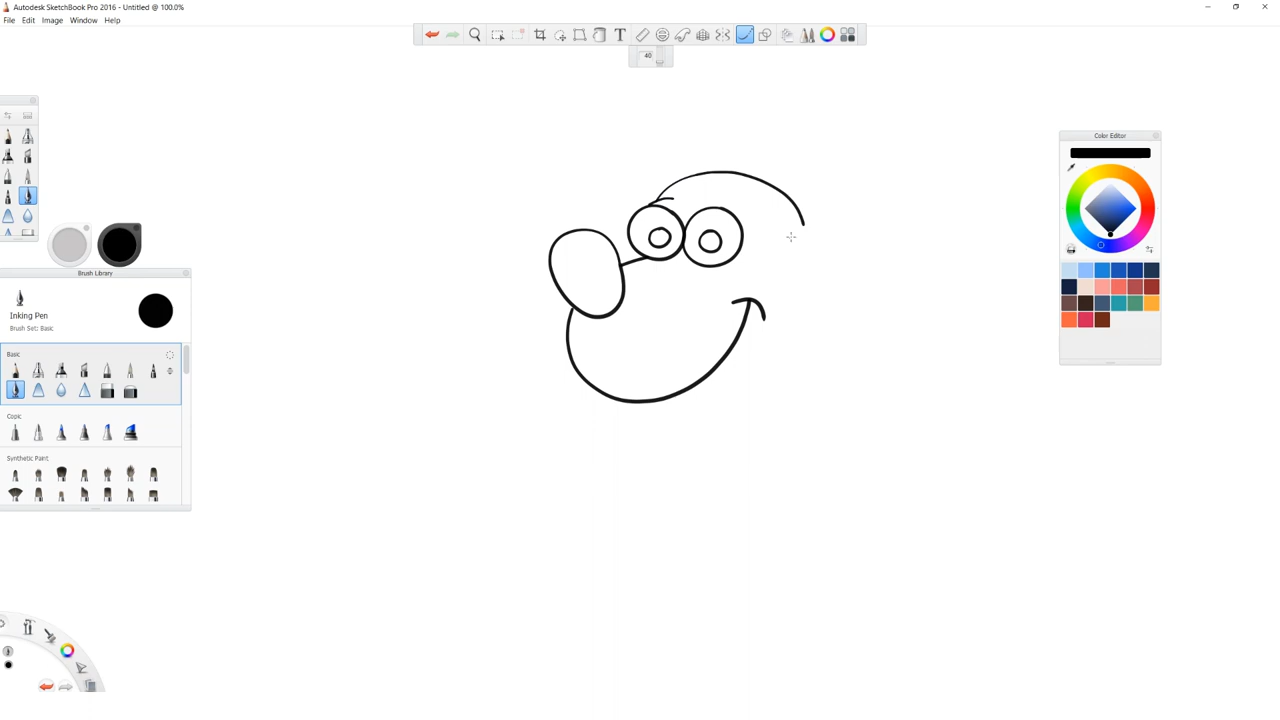 Autodesk SketchBook Pro 2016 - Untitled @ 100.0%
File Edit Image Window Help
T
40
Color Editor
Brush Library
Inking Pen
Brush Set: Basic
Basic
Copic
Synthetic Paint